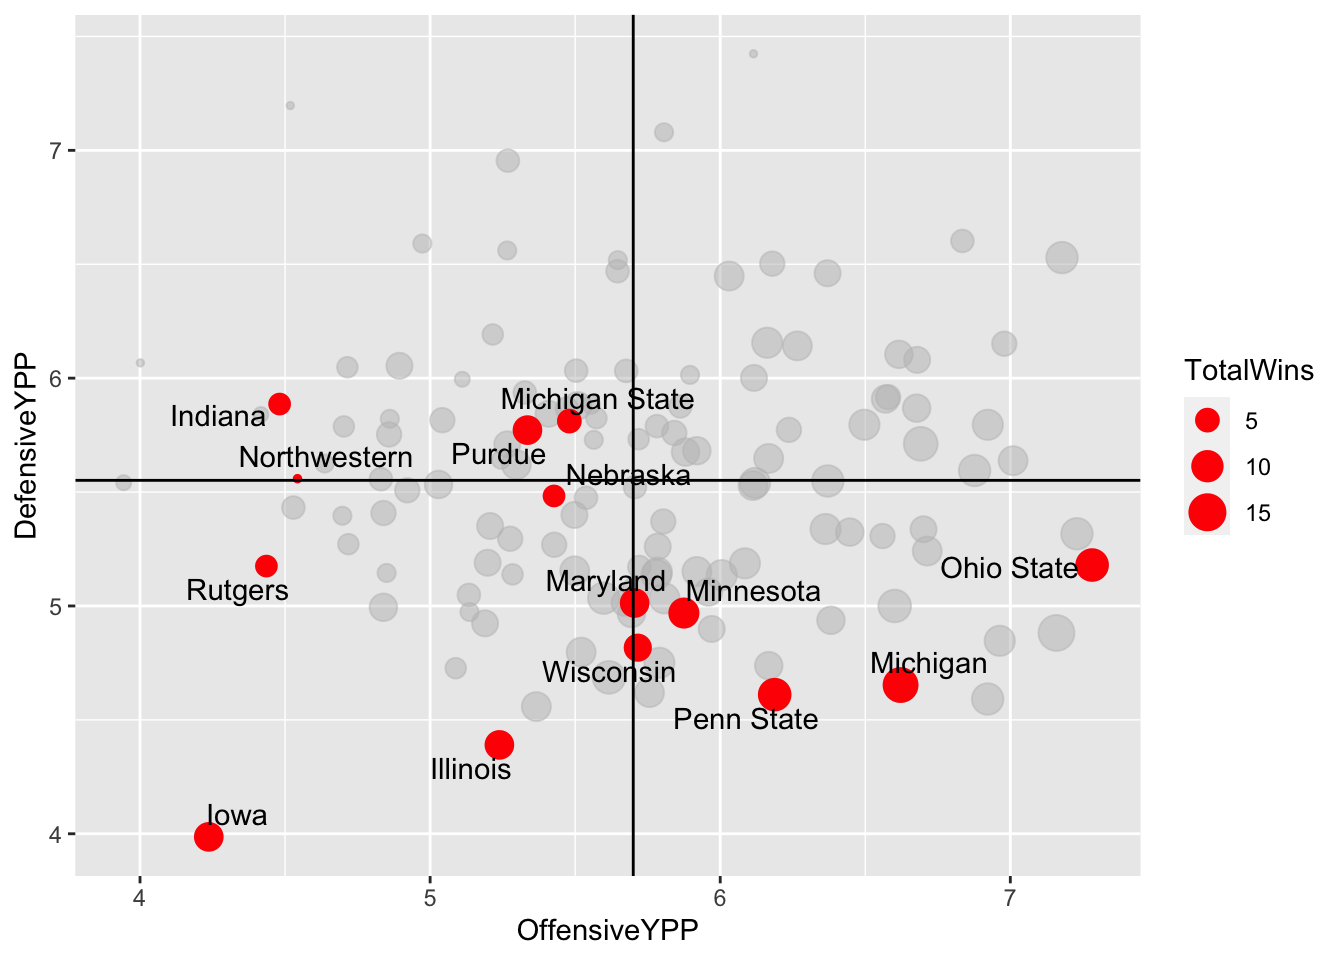 7
6
5
4
DefensiveYPP
Michigan State
Indiana
Northwestern
Purdue
Nebraska
Rutgers
Maryland
Minnesota
Ohio State
Wisconsin
Michigan
Penn State
Illinois
Iowa
4
5
6
7
OffensiveYPP
TotalWins
5
10
15